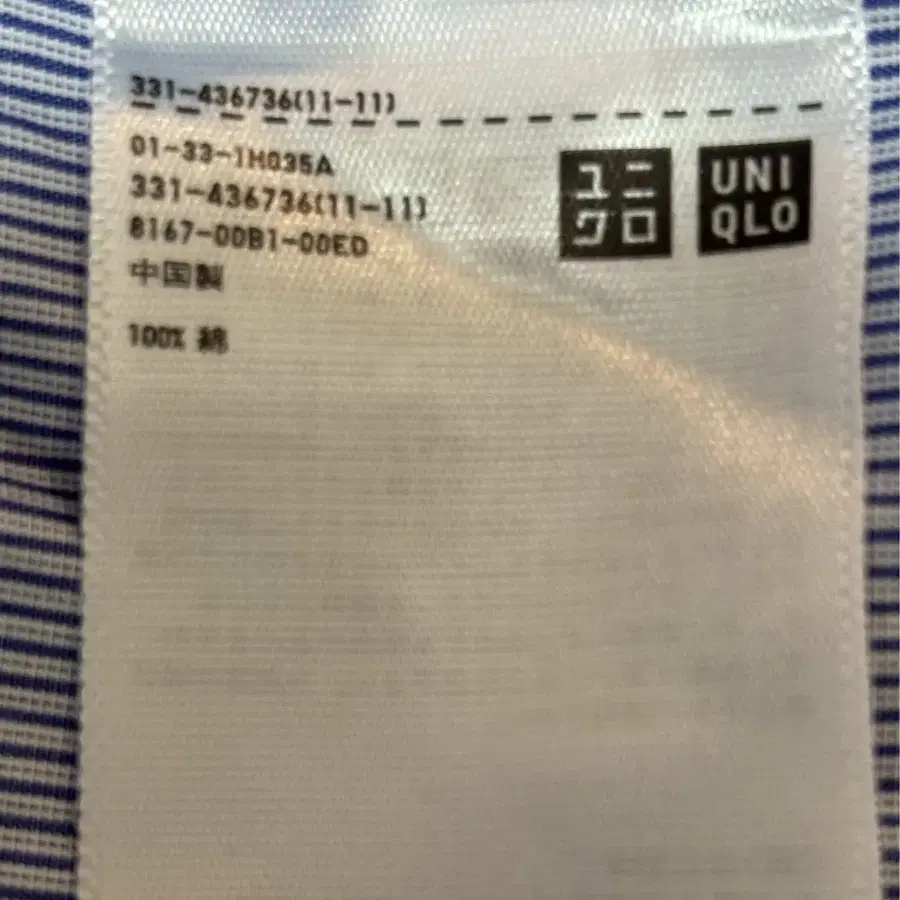 331-436736(11-11)
01-33-1H035A
331-436736(11-11)
8167-00B1-00ED
中国製
100% 綿
ユニ
クロ
UNI
QLO